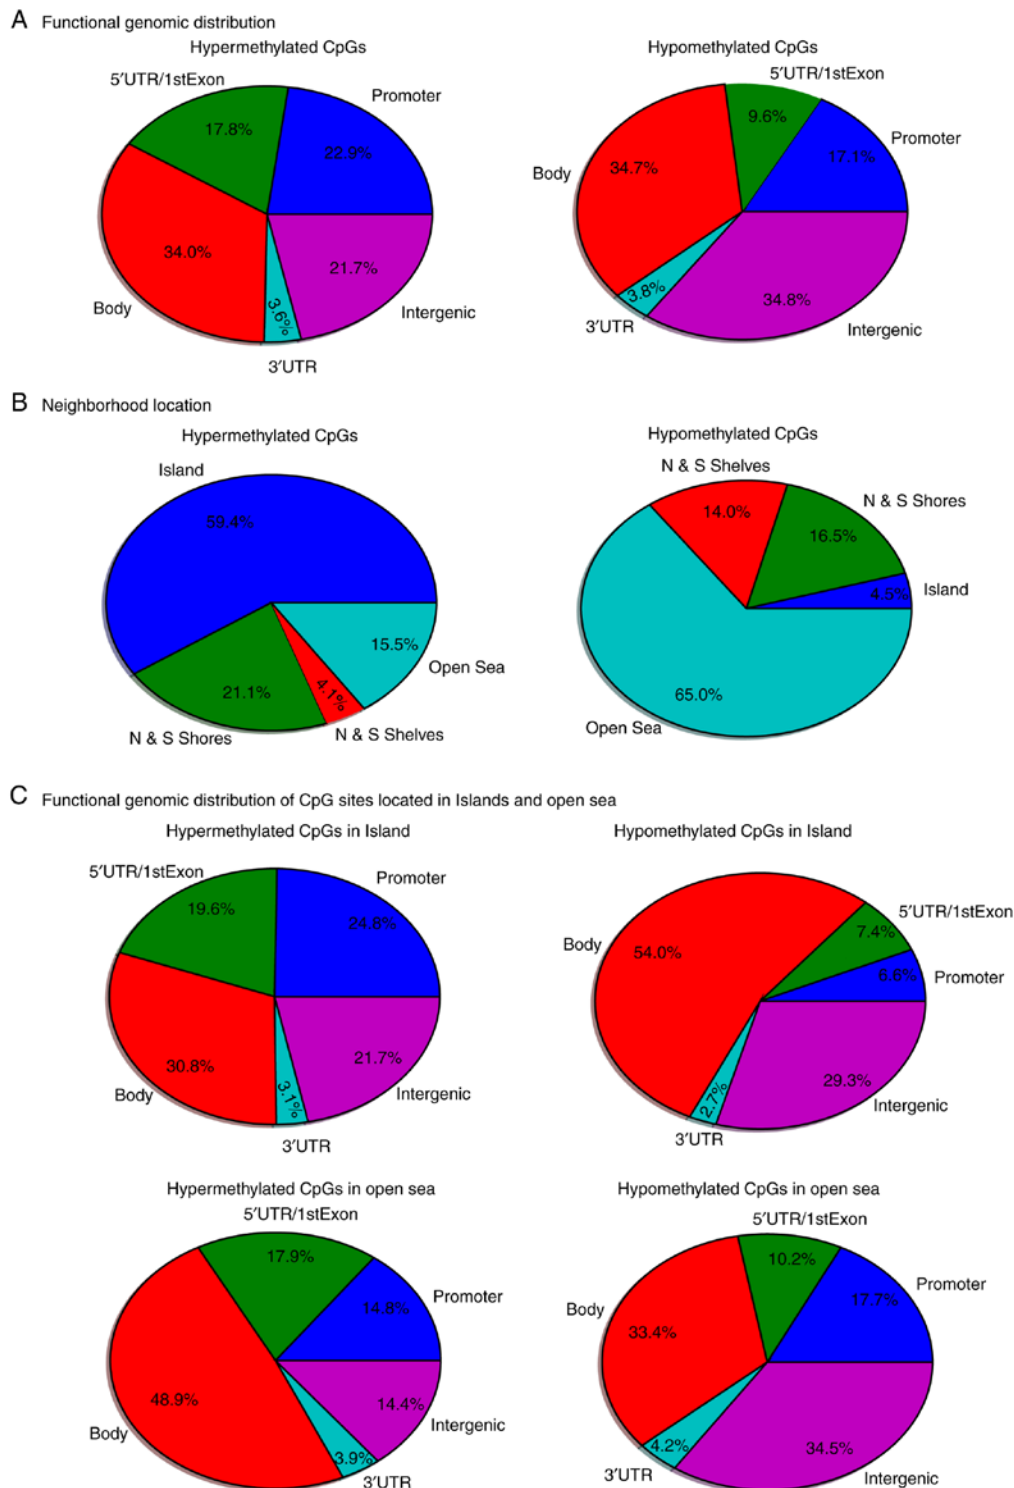 A Functional genomic distribution
Hypermethylated CpGs
Hypomethylated CpGs
5′UTR/1stExon
17.8%
Promoter
22.9%
34.0%
Body
3.6%
3′UTR
21.7%
Intergenic
5′UTR/1stExon
9.6%
Promoter
17.1%
Body
34.7%
3.8%
3′UTR
34.8%
Intergenic
B Neighborhood location
Hypermethylated CpGs
Hypomethylated CpGs
Island
59.4%
15.5%
Open Sea
21.1%
N & S Shores
4.1%
N & S Shelves
N & S Shelves
14.0%
N & S Shores
16.5%
4.5%
Island
65.0%
Open Sea
C Functional genomic distribution of CpG sites located in Islands and open sea
Hypermethylated CpGs in Island
Hypomethylated CpGs in Island
5′UTR/1stExon
19.6%
Promoter
24.8%
30.8%
Body
3.1%
3′UTR
21.7%
Intergenic
Body
54.0%
5′UTR/1stExon
7.4%
6.6%
Promoter
2.7%
3′UTR
29.3%
Intergenic
Hypermethylated CpGs in open sea
Hypomethylated CpGs in open sea
5′UTR/1stExon
17.9%
Promoter
14.8%
48.9%
Body
3.9%
3′UTR
14.4%
Intergenic
5′UTR/1stExon
10.2%
Promoter
17.7%
Body
33.4%
4.2%
3′UTR
34.5%
Intergenic